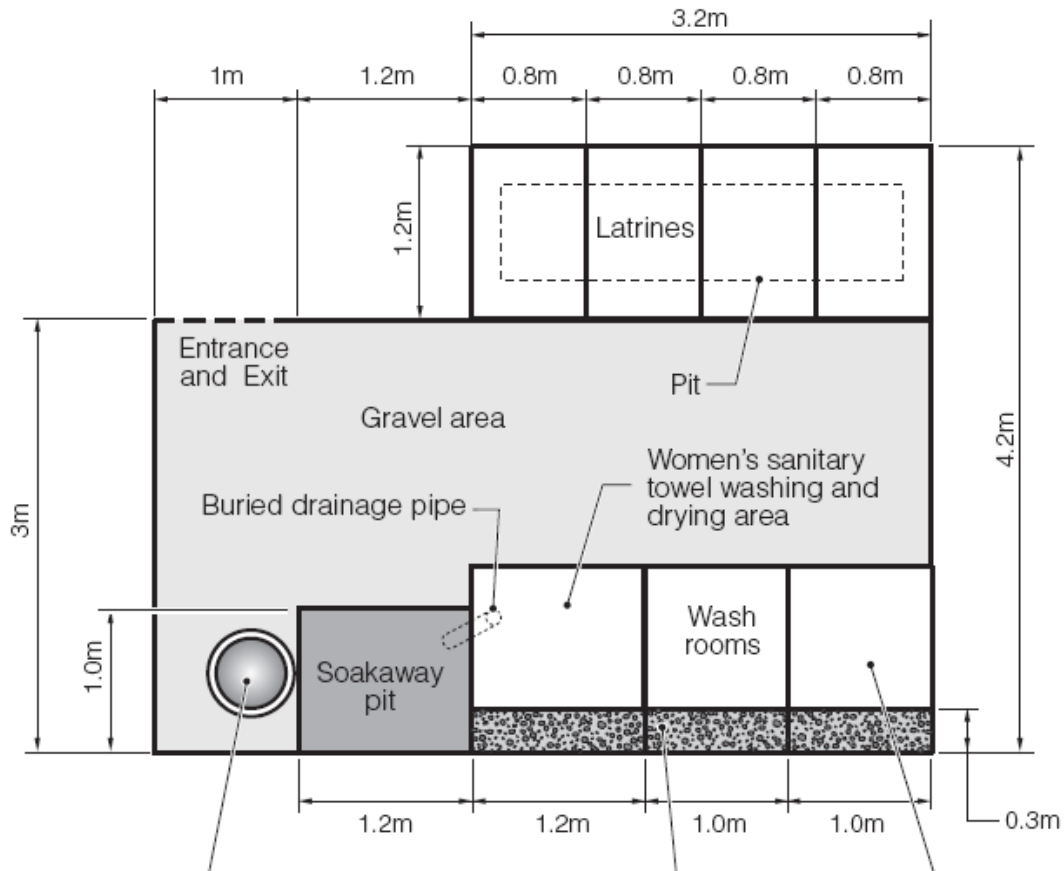 3.2m
1m
1.2m
0.8m
0.8m
0.8m
0.8m
1.2m
Latrines
Entrance
and Exit
Pit
Gravel area
4.2m
Women's sanitary
towel washing and
drying area
Buried drainage pipe
3m
Wash
rooms
1.0m
Soakaway
pit
1.2m
1.2m
1.0m
1.0m
0.3m